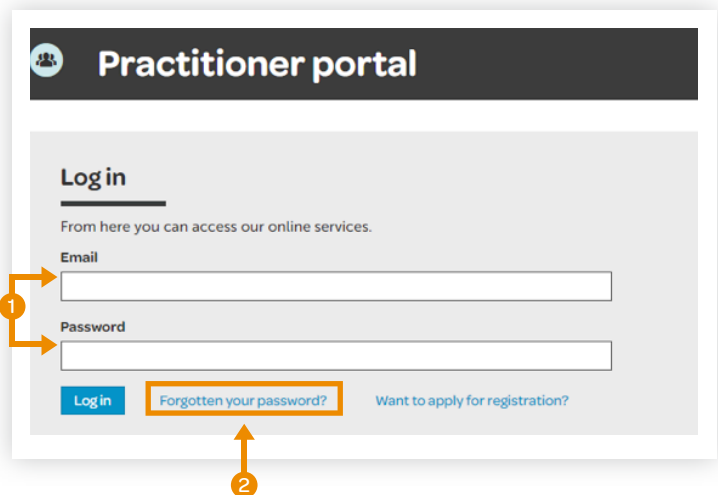 Practitioner portal
Log in
From here you can access our online services.
Email
1
Password
Log in Forgotten your password? Want to apply for registration?
2